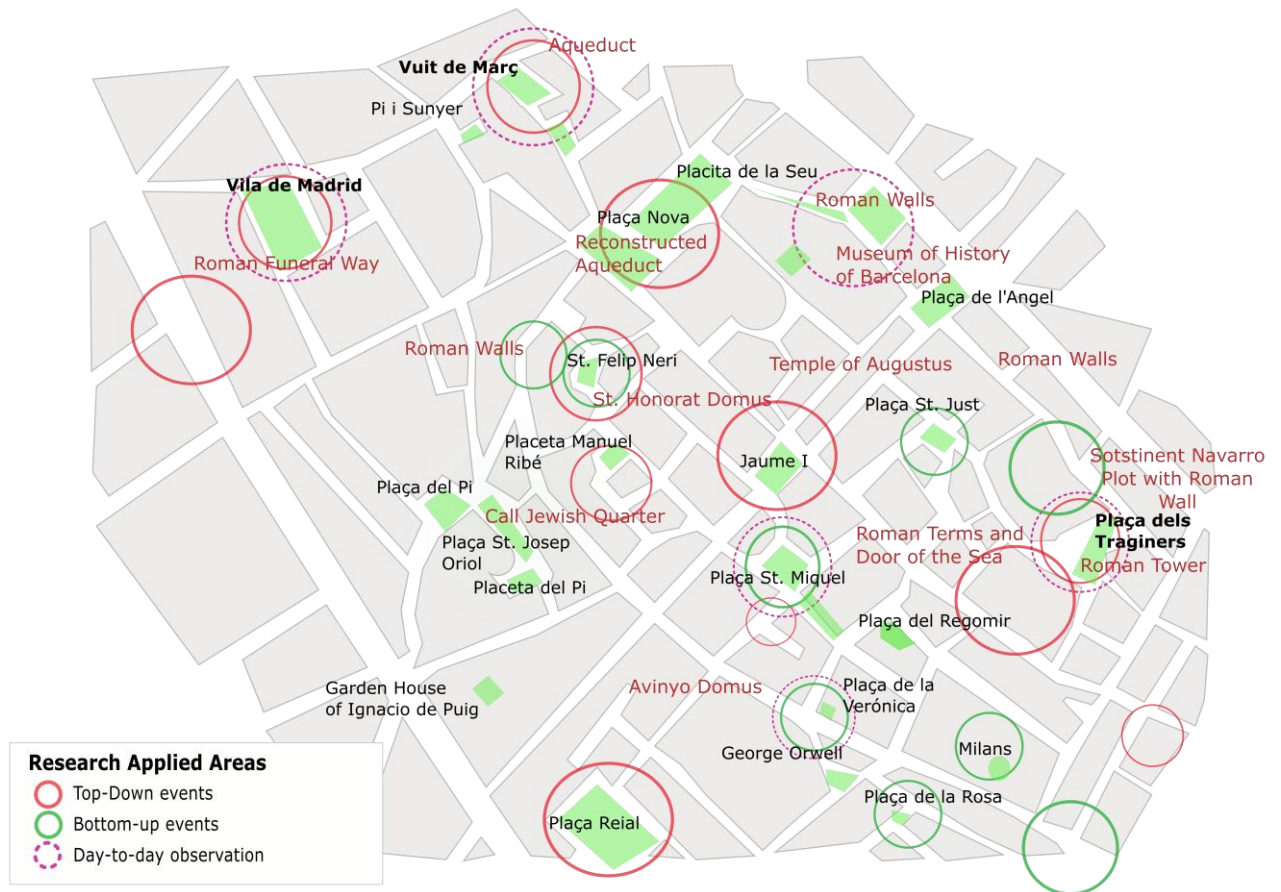 Aqueduct
Vuit de Març
Pi i Sunyer
Placita de la Seu
Vila de Madrid
Roman Walls
Plaça Nova
Reconstructed
Aqueduct
Museum of History
of Barcelona
Roman Funeral Way
Plaça de l'Angel
Roman Walls
St. Felip Neri
Temple of Augustus
Roman Walls
St. Honorat Domus
Plaça St. Just
Placeta Manuel
Ribé
Jaume I
Sotstinent Navarro
Plot with Roman
Wall
Plaça del Pi
Call Jewish Quarter
Plaça dels
Traginers
Plaça St. Josep
Oriol
Roman Terms and
Door of the Sea
Roman Tower
Placeta del Pi
Plaça St. Miquel
Plaça del Regomir
Garden House
of Ignacio de Puig
Avinyo Domus
Plaça de la
Verónica
George Orwell
Milans
Plaça de la Rosa
Plaça Reial
Research Applied Areas
Top-Down events
Bottom-up events
Day-to-day observation